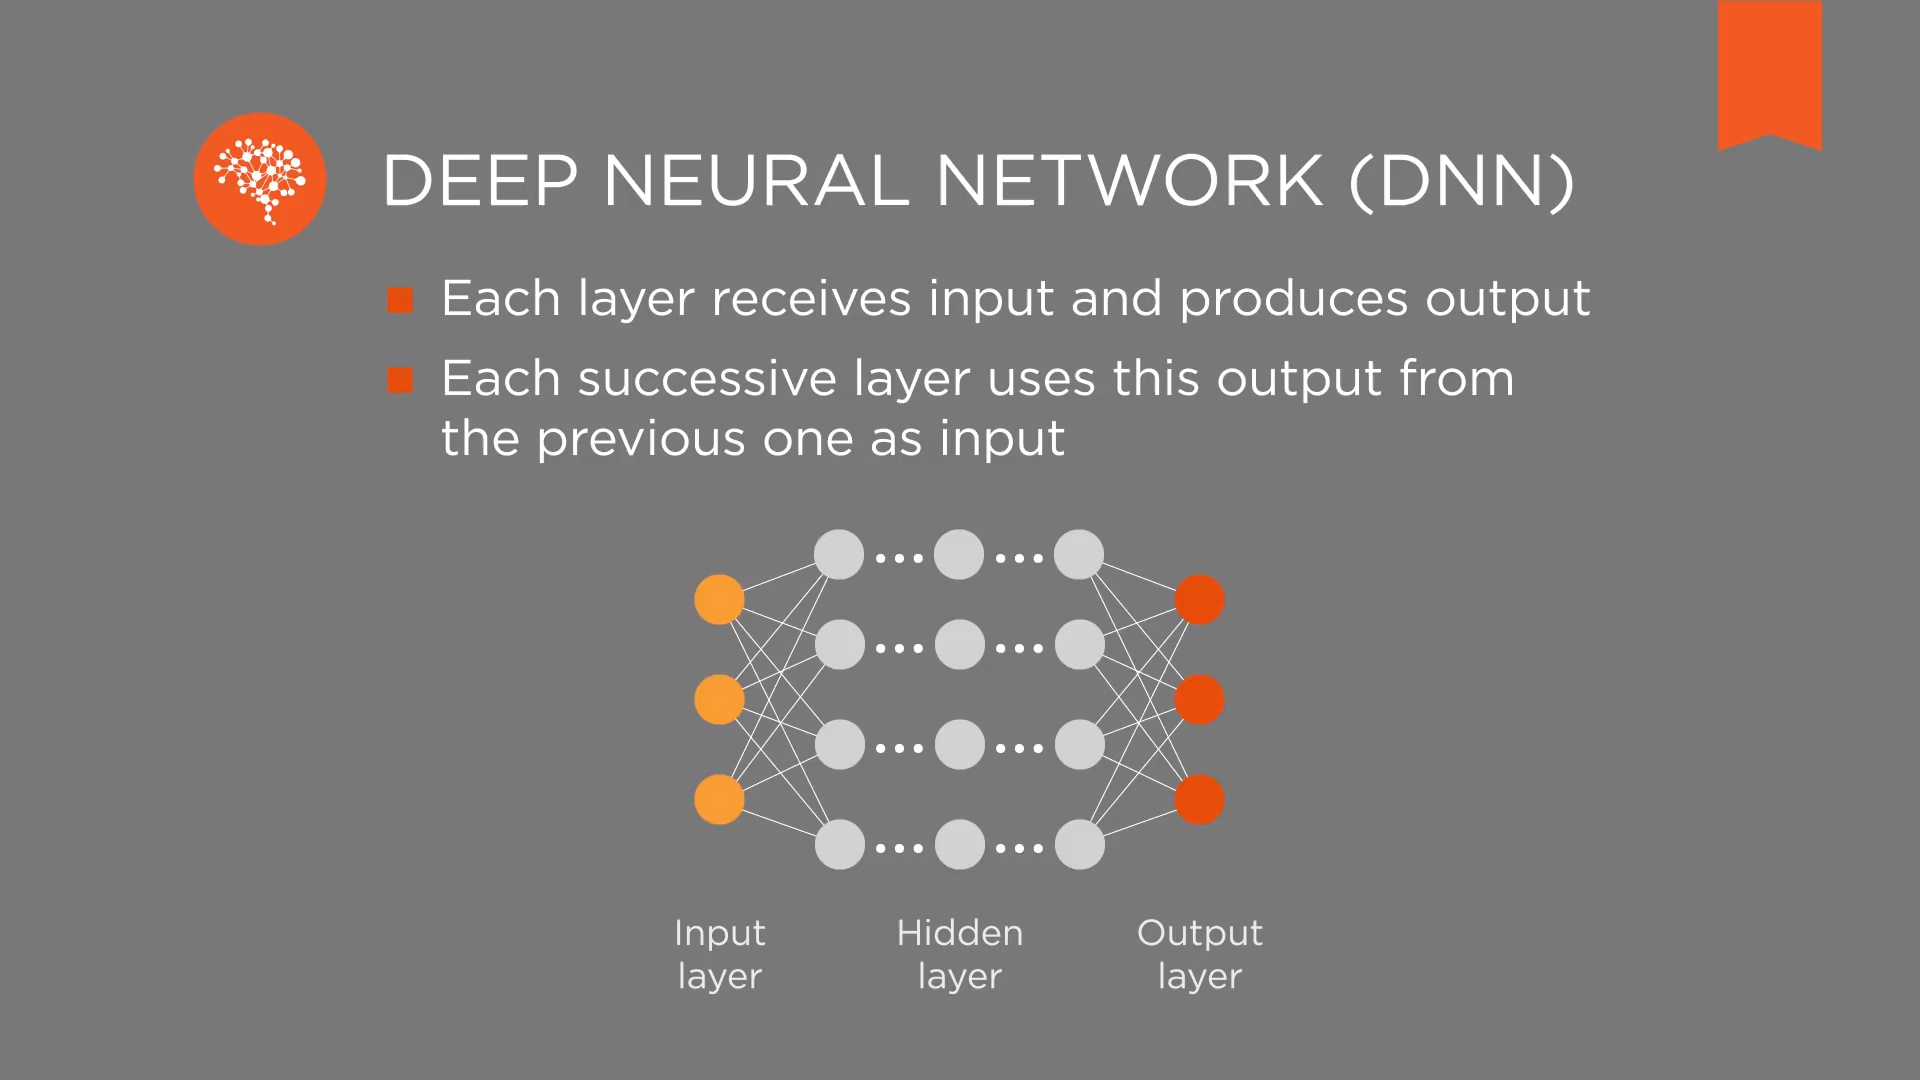 DEEP NEURAL NETWORK (DNN)
Each layer receives input and produces output
Each successive layer uses this output from
the previous one as input
Input
layer
Hidden
layer
Output
layer